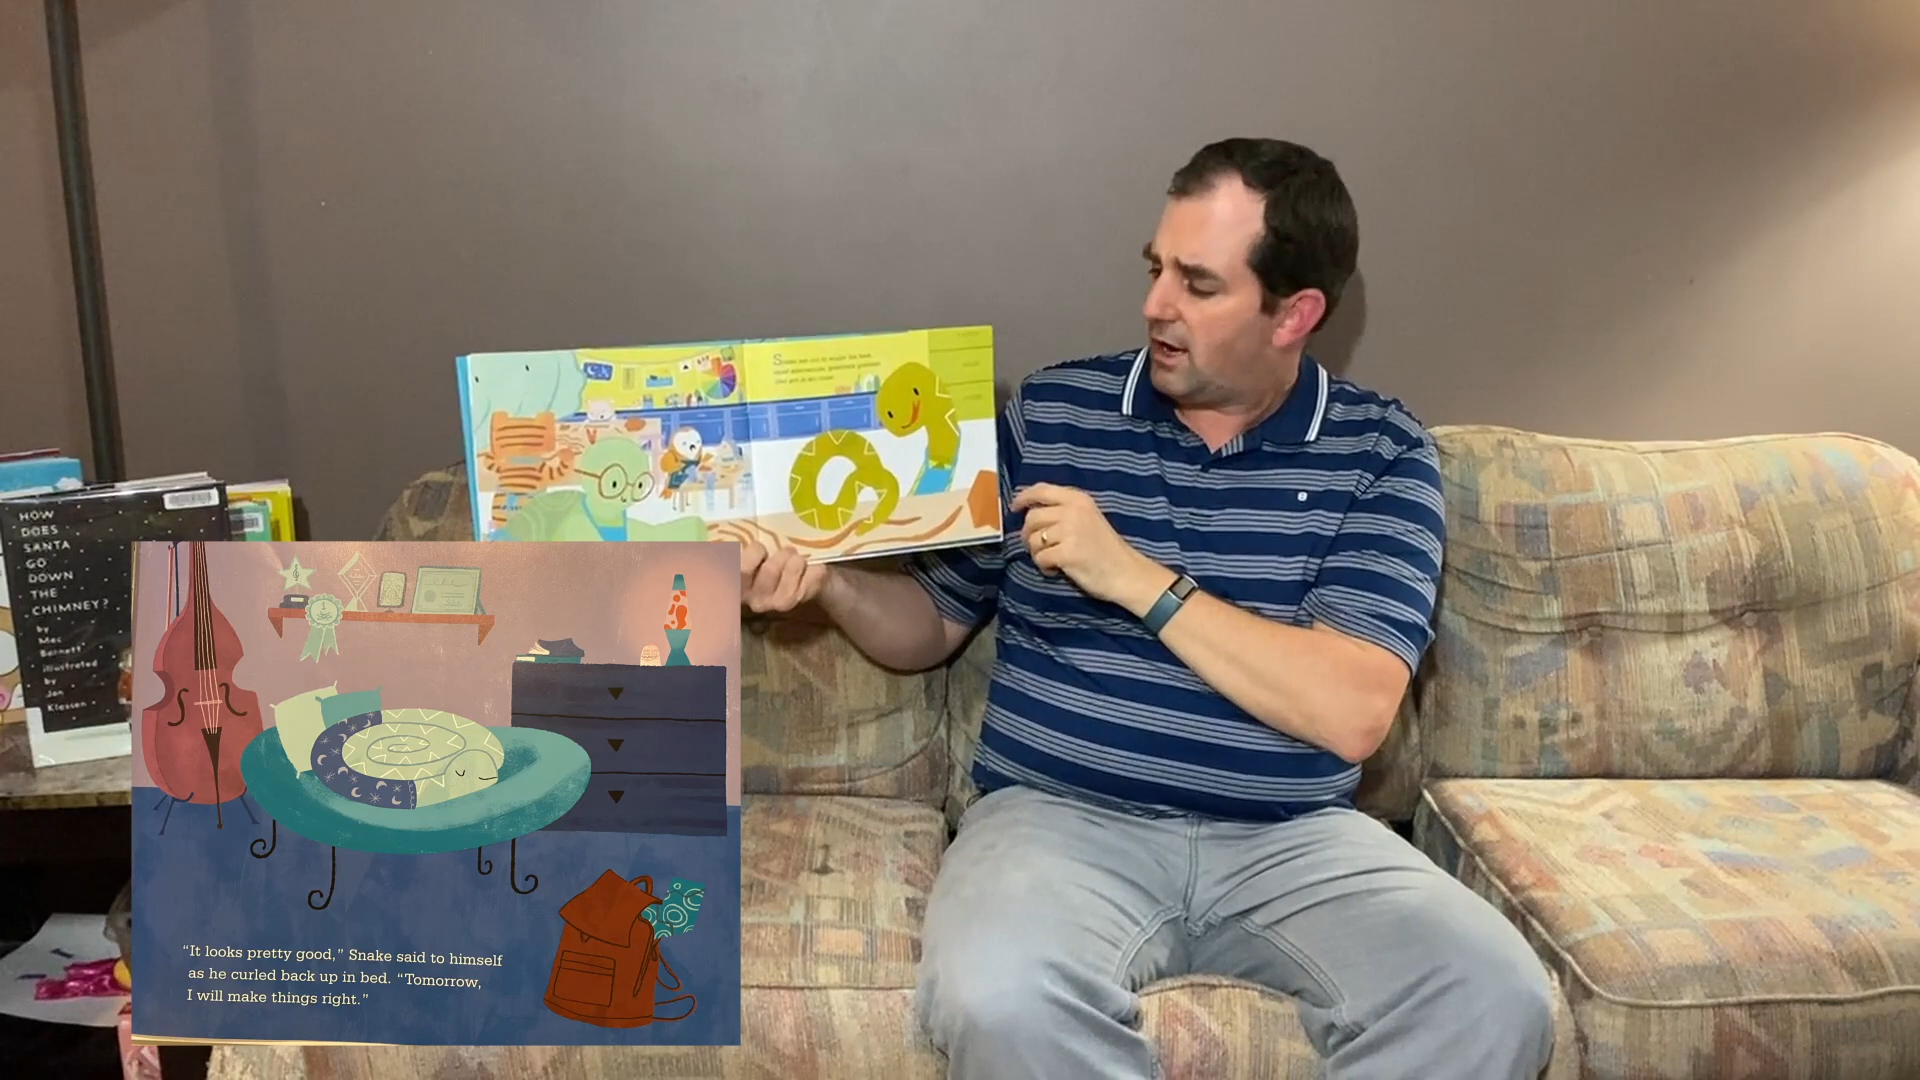 HOW
DOES
SANTA
GO
DOWN
THE
CHIMNEY?
by
Mac
Barnett
illustrated
by
Jon
Klassen
"It looks pretty good," Snake said to himself
as he curled back up in bed. "Tomorrow,
I will make things right."